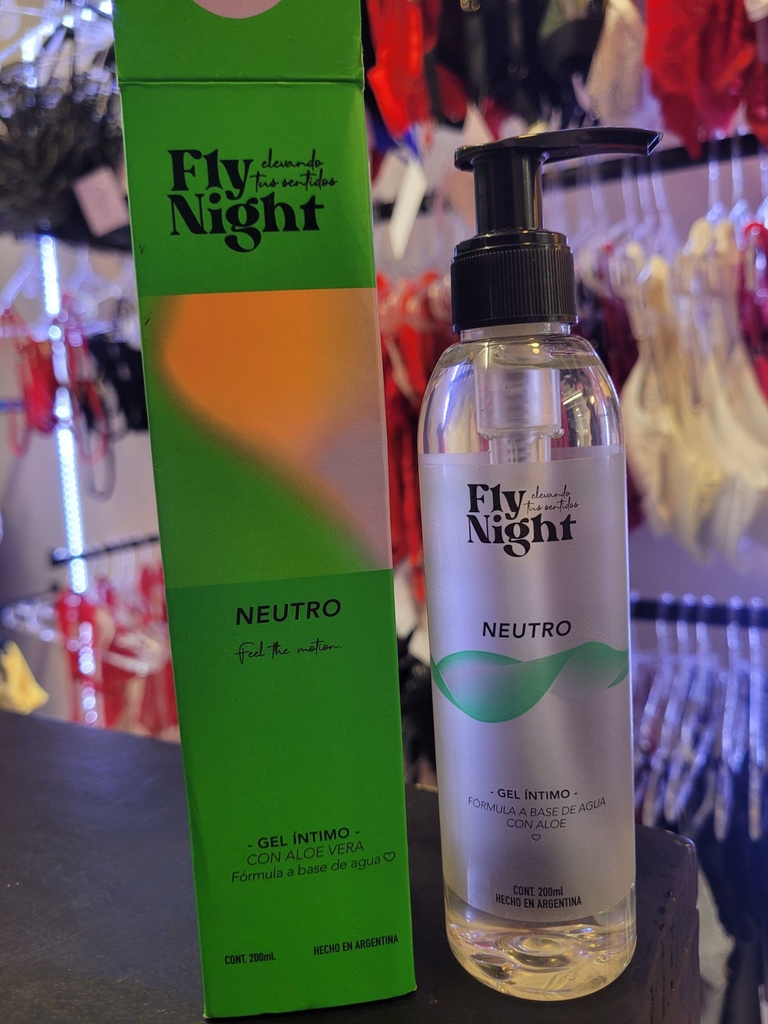 Fly elevando
tus sentidos
Night
NEUTRO
Feel the motion.
- GEL ÍNTIMO -
CON ALOE VERA
Fórmula a base de agua♡
CONT. 200ml.
HECHO EN ARGENTINA
Fly elevando
tus sentidos
Night
NEUTRO
- GEL ÍNTIMO -
FÓRMULA A BASE DE AGUA
CON ALOE
♡
CONT. 200ml
HECHO EN ARGENTINA